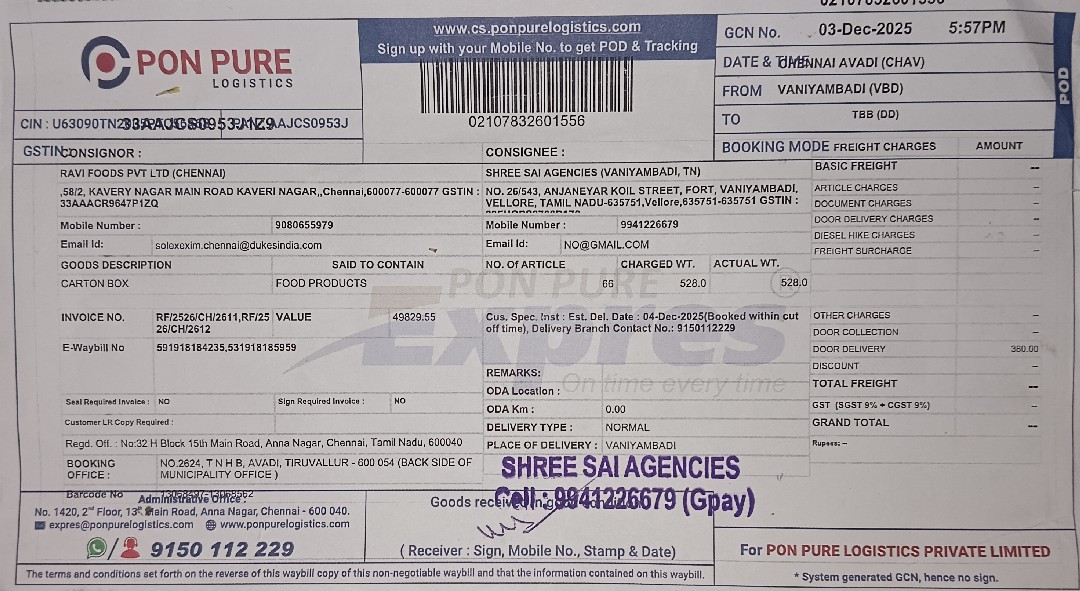 PON PURE
LOGISTICS
www.cs.ponpurelogistics.com
Sign up with your Mobile No. to get POD & Tracking
02107832601556
GCN No. 03-Dec-2025 5:57PM
DATE & TIME CHENNAI AVADI (CHAV)
FROM VANIYAMBADI (VBD)
TO TBB (DD)
POD
CIN : 33AAJCS0953J1Z9 AAJCS0953J
GSTIN
BOOKING MODE FREIGHT CHARGES AMOUNT
CONSIGNOR :
RAVI FOODS PVT LTD (CHENNAI)
,58/2, KAVERY NAGAR MAIN ROAD KAVERI NAGAR,,Chennai,600077-600077 GSTIN :
33AAACR9647P1ZQ
Mobile Number : 9080655979
Email Id: solexexim.chennai@dukesindia.com
CONSIGNEE :
SHREE SAI AGENCIES (VANIYAMBADI, TN)
NO. 26/543, ANJANEYAR KOIL STREET, FORT, VANIYAMBADI,
VELLORE, TAMIL NADU-635751,Vellore,635751-635751 GSTIN :
Mobile Number : 9941226679
Email Id: NO@GMAIL.COM
GOODS DESCRIPTION SAID TO CONTAIN NO. Of ARTICLE CHARGED WT. ACTUAL WT.
CARTON BOX FOOD PRODUCTS 66 528.0 528.0
PON PURE
Expres
On time every time
INVOICE NO. RF/2526/CH/2611,RF/25 VALUE 49829.55
26/CH/2612
E-Waybill No 591918184235,531918185959
Cus. Spec. Inst : Est. Del. Date : 04-Dec-2025(Booked within cut
off time), Delivery Branch Contact No.: 9150112229
REMARKS:
ODA Location :
ODA Km : 0.00
DELIVERY TYPE : NORMAL
PLACE OF DELIVERY : VANIYAMBADI
Seal Required Invoice : NO Sign Required Invoice : NO
Customer LR Copy Required :
Regd. Off. : No:32 H Block 15th Main Road, Anna Nagar, Chennai, Tamil Nadu, 600040
BOOKING OFFICE : NO.2624, T N H B, AVADI, TIRUVALLUR - 600 054 (BACK SIDE OF
MUNICIPALITY OFFICE )
Barcode No
BASIC FREIGHT --
ARTICLE CHARGES –
DOCUMENT CHARGES –
DOOR DELIVERY CHARGES –
DIESEL HIKE CHARGES –
FREIGHT SURCHARGE –
OTHER CHARGES –
DOOR COLLECTION –
DOOR DELIVERY 380.00
DISCOUNT –
TOTAL FREIGHT --
GST (SGST 9% + CGST 9%) –
GRAND TOTAL --
Rupees: –
Administrative Office :
No. 1420, 2nd Floor, 13th Main Road, Anna Nagar, Chennai - 600 040.
expres@ponpurelogistics.com www.ponpurelogistics.com
9150 112 229
SHREE SAI AGENCIES
Cell : 9941226679 (Gpay)
Goods received in good
( Receiver : Sign, Mobile No., Stamp & Date)
For PON PURE LOGISTICS PRIVATE LIMITED
* System generated GCN, hence no sign.
The terms and conditions set forth on the reverse of this waybill copy of this non-negotiable waybill and that the information contained on this waybill.